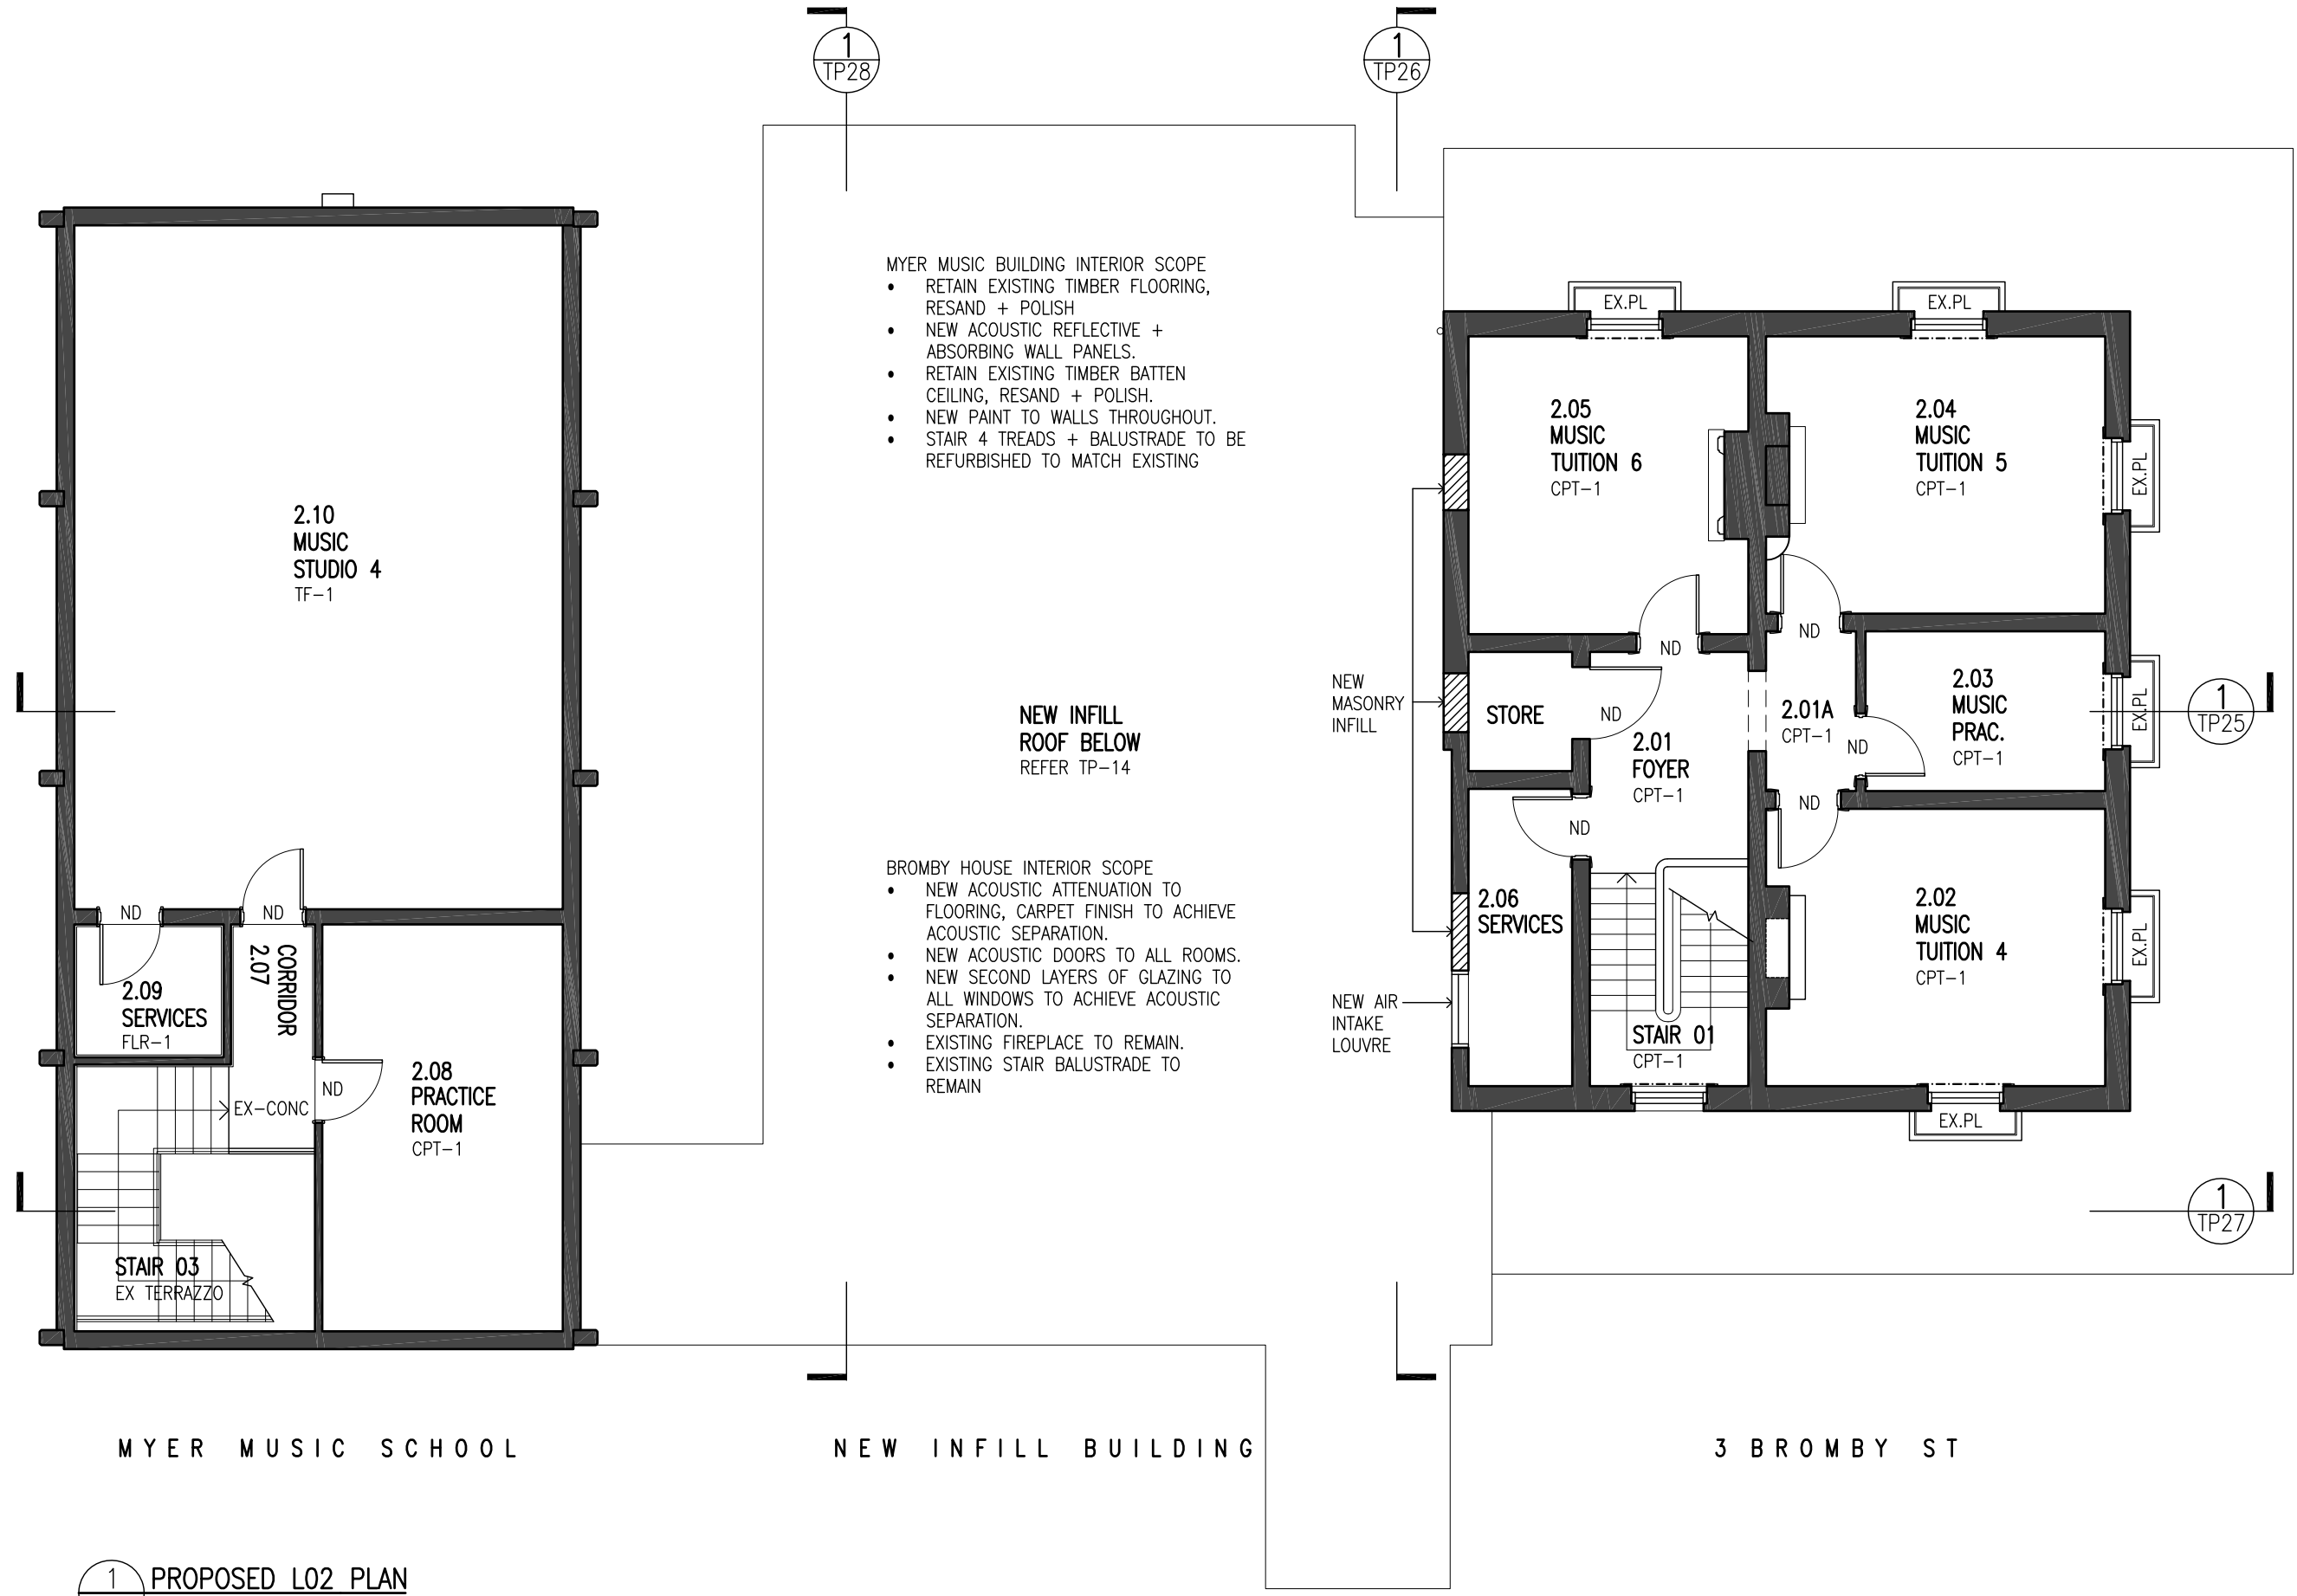 1
TP28
1
TP26
MYER MUSIC BUILDING INTERIOR SCOPE
• RETAIN EXISTING TIMBER FLOORING,
RESAND + POLISH
• NEW ACOUSTIC REFLECTIVE +
ABSORBING WALL PANELS.
• RETAIN EXISTING TIMBER BATTEN
CEILING, RESAND + POLISH.
• NEW PAINT TO WALLS THROUGHOUT.
• STAIR 4 TREADS + BALUSTRADE TO BE
REFURBISHED TO MATCH EXISTING
EX.PL
EX.PL
2.05
MUSIC
TUITION 6
CPT-1
2.04
MUSIC
TUITION 5
CPT-1
EX.PL
2.10
MUSIC
STUDIO 4
TF-1
ND
ND
NEW
MASONRY
INFILL
STORE
ND
2.01
FOYER
CPT-1
2.01A
CPT-1
ND
2.03
MUSIC
PRAC.
CPT-1
EX.PL
1
TP25
NEW INFILL
ROOF BELOW
REFER TP-14
ND
ND
BROMBY HOUSE INTERIOR SCOPE
• NEW ACOUSTIC ATTENUATION TO
FLOORING, CARPET FINISH TO ACHIEVE
ACOUSTIC SEPARATION.
• NEW ACOUSTIC DOORS TO ALL ROOMS.
• NEW SECOND LAYERS OF GLAZING TO
ALL WINDOWS TO ACHIEVE ACOUSTIC
SEPARATION.
• EXISTING FIREPLACE TO REMAIN.
• EXISTING STAIR BALUSTRADE TO
REMAIN
2.06
SERVICES
2.02
MUSIC
TUITION 4
CPT-1
EX.PL
ND
ND
CORRIDOR
2.07
2.09
SERVICES
FLR-1
NEW AIR
INTAKE
LOUVRE
STAIR 01
CPT-1
2.08
PRACTICE
ROOM
CPT-1
ND
EX-CONC
EX.PL
1
TP27
STAIR 03
EX TERRAZZO
MYER MUSIC SCHOOL
NEW INFILL BUILDING
3 BROMBY ST
1
PROPOSED L02 PLAN